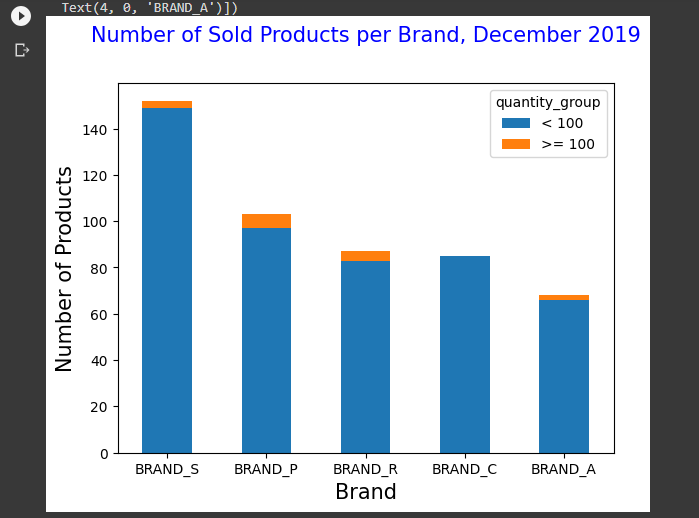 Text(4, 0, 'BRAND_A')])
Number of Sold Products per Brand, December 2019
quantity_group
< 100
>= 100
Number of Products
140
120
100
80
60
40
20
0
BRAND_S BRAND_P BRAND_R BRAND_C BRAND_A
Brand